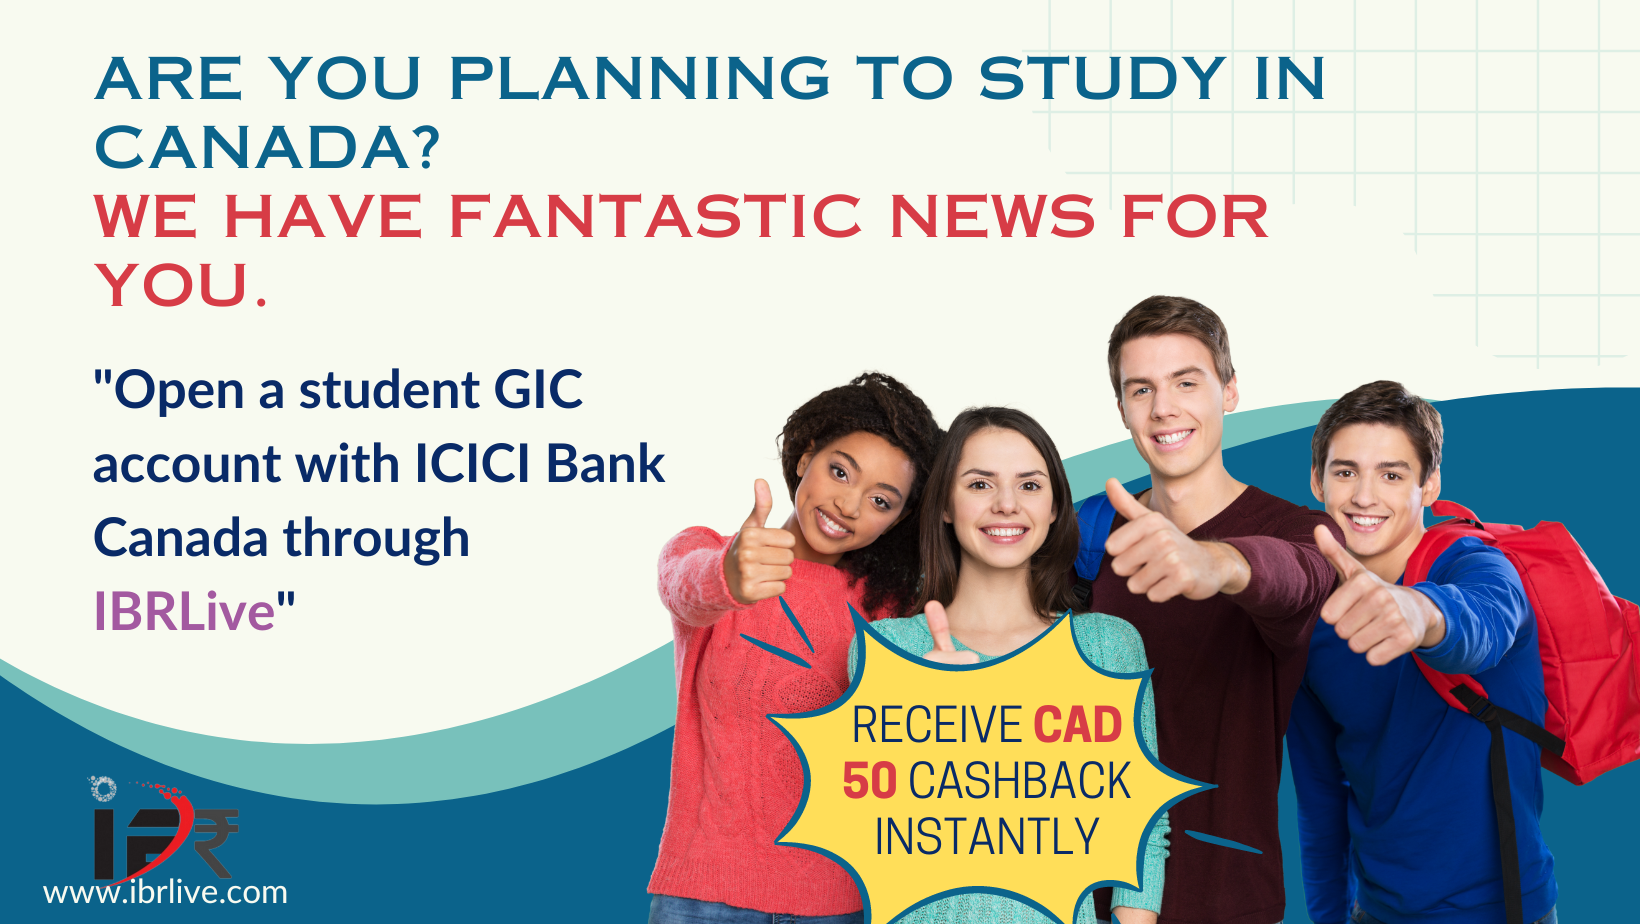 ARE YOU PLANNING TO STUDY IN
CANADA?
WE HAVE FANTASTIC NEWS FOR
YOU.
"Open a student GIC
account with ICICI Bank
Canada through
IBRLive"
RECEIVE CAD
50 CASHBACK
INSTANTLY
IBR
www.ibrlive.com